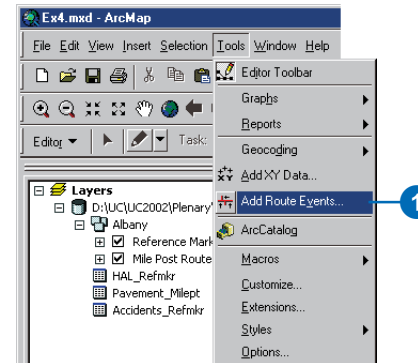 Ex4.mxd - ArcMap
File Edit View Insert Selection Tools Window Help
Editor Toolbar
Graphs
Reports
Editor Task:
Geocoding
Add XY Data...
Add Route Events...
1
Layers
D:\UC\UC2002\Plenary
Albany
Reference Mark
Mile Post Route
HAL_Refmkr
Pavement_Milept
Accidents_Refmkr
ArcCatalog
Macros
Customize...
Extensions...
Styles
Options...